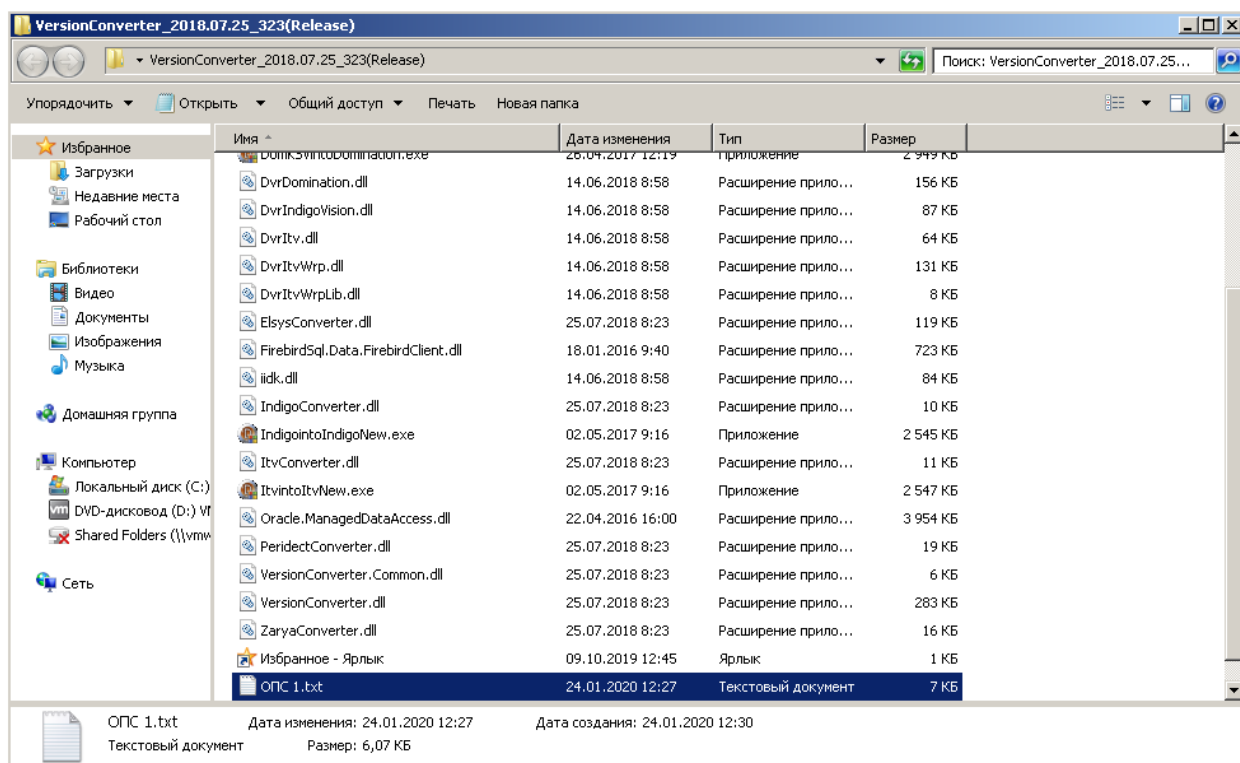 VersionConverter_2018.07.25_323(Release)
VersionConverter_2018.07.25_323(Release)
Поиск: VersionConverter_2018.07.25...
Упорядочить Открыть Общий доступ Печать Новая папка
Избранное
Загрузки
Недавние места
Рабочий стол
Библиотеки
Видео
Документы
Изображения
Музыка
Домашняя группа
Компьютер
Локальный диск (C:)
DVD-дисковод (D:) VM
Shared Folders (\\vmw
Сеть
Имя Дата изменения Тип Размер
DomKSVintoDomination.exe 26.04.2017 12:19 Приложение 2 949 КБ
DvrDomination.dll 14.06.2018 8:58 Расширение прило... 156 КБ
DvrIndigoVision.dll 14.06.2018 8:58 Расширение прило... 87 КБ
DvrItv.dll 14.06.2018 8:58 Расширение прило... 64 КБ
DvrItvWrp.dll 14.06.2018 8:58 Расширение прило... 131 КБ
DvrItvWrpLib.dll 14.06.2018 8:58 Расширение прило... 8 КБ
ElsysConverter.dll 25.07.2018 8:23 Расширение прило... 119 КБ
FirebirdSql.Data.FirebirdClient.dll 18.01.2016 9:40 Расширение прило... 723 КБ
iidk.dll 14.06.2018 8:58 Расширение прило... 84 КБ
IndigoConverter.dll 25.07.2018 8:23 Расширение прило... 10 КБ
IndigointoIndigoNew.exe 02.05.2017 9:16 Приложение 2 545 КБ
ItvConverter.dll 25.07.2018 8:23 Расширение прило... 11 КБ
ItvintoItvNew.exe 02.05.2017 9:16 Приложение 2 547 КБ
Oracle.ManagedDataAccess.dll 22.04.2016 16:00 Расширение прило... 3 954 КБ
PeridectConverter.dll 25.07.2018 8:23 Расширение прило... 19 КБ
VersionConverter.Common.dll 25.07.2018 8:23 Расширение прило... 6 КБ
VersionConverter.dll 25.07.2018 8:23 Расширение прило... 283 КБ
ZaryaConverter.dll 25.07.2018 8:23 Расширение прило... 16 КБ
Избранное - Ярлык 09.10.2019 12:45 Ярлык 1 КБ
ОПС 1.txt 24.01.2020 12:27 Текстовый документ 7 КБ
ОПС 1.txt Дата изменения: 24.01.2020 12:27 Дата создания: 24.01.2020 12:30
Текстовый документ Размер: 6,07 КБ